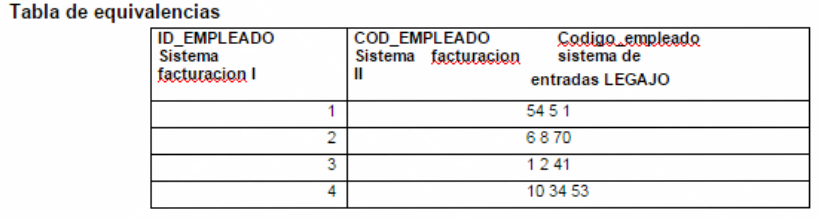 Tabla de equivalencias
ID_EMPLEADO
Sistema
facturacion I
COD_EMPLEADO Codigo_empleado
Sistema facturacion sistema de
II
entradas LEGAJO
1 54 5 1
2 6 8 70
3 1 2 41
4 10 34 53